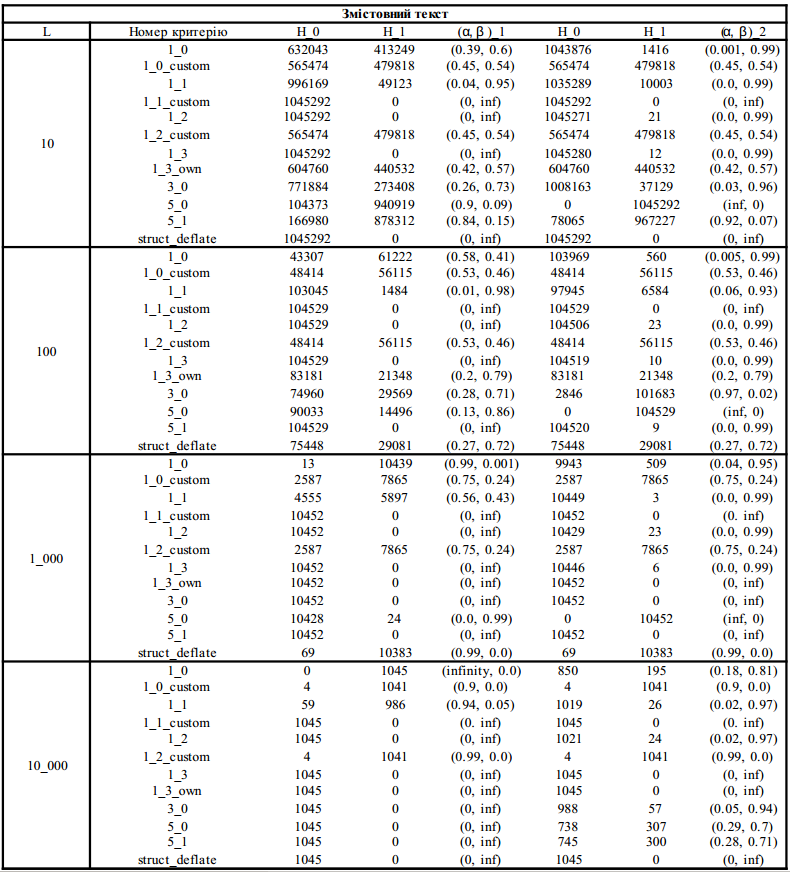 Змістовний текст
L Номер критерію H_0 H_1 (α, β)_1 H_0 H_1 (α, β)_2
10
1_0 632043 413249 (0.39, 0.6) 1043876 1416 (0.001, 0.99)
1_0_custom 565474 479818 (0.45, 0.54) 565474 479818 (0.45, 0.54)
1_1 996169 49123 (0.04, 0.95) 1035289 10003 (0.0, 0.99)
1_1_custom 1045292 0 (0, inf) 1045292 0 (0, inf)
1_2 1045292 0 (0, inf) 1045271 21 (0.0, 0.99)
1_2_custom 565474 479818 (0.45, 0.54) 565474 479818 (0.45, 0.54)
1_3 1045292 0 (0, inf) 1045280 12 (0.0, 0.99)
1_3_own 604760 440532 (0.42, 0.57) 604760 440532 (0.42, 0.57)
3_0 771884 273408 (0.26, 0.73) 1008163 37129 (0.03, 0.96)
5_0 104373 940919 (0.9, 0.09) 0 1045292 (inf, 0)
5_1 166980 878312 (0.84, 0.15) 78065 967227 (0.92, 0.07)
struct_deflate 1045292 0 (0, inf) 1045292 0 (0, inf)
100
1_0 43307 61222 (0.58, 0.41) 103969 560 (0.005, 0.99)
1_0_custom 48414 56115 (0.53, 0.46) 48414 56115 (0.53, 0.46)
1_1 103045 1484 (0.01, 0.98) 97945 6584 (0.06, 0.93)
1_1_custom 104529 0 (0, inf) 104529 0 (0, inf)
1_2 104529 0 (0, inf) 104506 23 (0.0, 0.99)
1_2_custom 48414 56115 (0.53, 0.46) 48414 56115 (0.53, 0.46)
1_3 104529 0 (0, inf) 104519 10 (0.0, 0.99)
1_3_own 83181 21348 (0.2, 0.79) 83181 21348 (0.2, 0.79)
3_0 74960 29569 (0.28, 0.71) 2846 101683 (0.97, 0.02)
5_0 90033 14496 (0.13, 0.86) 0 104529 (inf, 0)
5_1 104529 0 (0, inf) 104520 9 (0.0, 0.99)
struct_deflate 75448 29081 (0.27, 0.72) 75448 29081 (0.27, 0.72)
1_000
1_0 13 10439 (0.99, 0.001) 9943 509 (0.04, 0.95)
1_0_custom 2587 7865 (0.75, 0.24) 2587 7865 (0.75, 0.24)
1_1 4555 5897 (0.56, 0.43) 10449 3 (0.0, 0.99)
1_1_custom 10452 0 (0, inf) 10452 0 (0. inf)
1_2 10452 0 (0, inf) 10429 23 (0.0, 0.99)
1_2_custom 2587 7865 (0.75, 0.24) 2587 7865 (0.75, 0.24)
1_3 10452 0 (0, inf) 10446 6 (0.0, 0.99)
1_3_own 10452 0 (0, inf) 10452 0 (0, inf)
3_0 10452 0 (0, inf) 10452 0 (0, inf)
5_0 10428 24 (0.0, 0.99) 0 10452 (inf, 0)
5_1 10452 0 (0, inf) 10452 0 (0, inf)
struct_deflate 69 10383 (0.99, 0.0) 69 10383 (0.99, 0.0)
10_000
1_0 0 1045 (infinity, 0.0) 850 195 (0.18, 0.81)
1_0_custom 4 1041 (0.9, 0.0) 4 1041 (0.9, 0.0)
1_1 59 986 (0.94, 0.05) 1019 26 (0.02, 0.97)
1_1_custom 1045 0 (0. inf) 1045 0 (0. inf)
1_2 1045 0 (0, inf) 1021 24 (0.02, 0.97)
1_2_custom 4 1041 (0.99, 0.0) 4 1041 (0.99, 0.0)
1_3 1045 0 (0, inf) 1045 0 (0, inf)
1_3_own 1045 0 (0, inf) 1045 0 (0, inf)
3_0 1045 0 (0, inf) 988 57 (0.05, 0.94)
5_0 1045 0 (0, inf) 738 307 (0.29, 0.7)
5_1 1045 0 (0, inf) 745 300 (0.28, 0.71)
struct_deflate 1045 0 (0, inf) 1045 0 (0, inf)